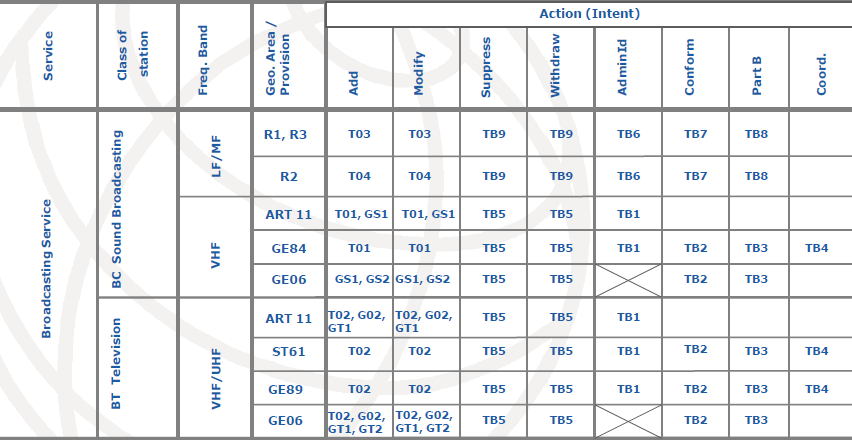 Action (Intent)
Service
Class of
station
Freq. Band
Geo. Area /
Provision
Add
Modify
Suppress
Withdraw
AdminId
Conform
Part B
Coord.
Broadcasting Service
BC Sound Broadcasting
LF/MF
R1, R3 T03 T03 TB9 TB9 TB6 TB7 TB8
R2 T04 T04 TB9 TB9 TB6 TB7 TB8
VHF
ART 11 T01, GS1 T01, GS1 TB5 TB5 TB1
GE84 T01 T01 TB5 TB5 TB1 TB2 TB3 TB4
GE06 GS1, GS2 GS1, GS2 TB5 TB5 TB2 TB3
BT Television
VHF/UHF
ART 11 T02, G02, T02, G02, TB5 TB5 TB1
GT1 GT1
ST61 T02 T02 TB5 TB5 TB1 TB2 TB3 TB4
GE89 T02 T02 TB5 TB5 TB1 TB2 TB3 TB4
GE06 T02, G02, T02, G02, TB5 TB5 TB2 TB3
GT1, GT2 GT1, GT2